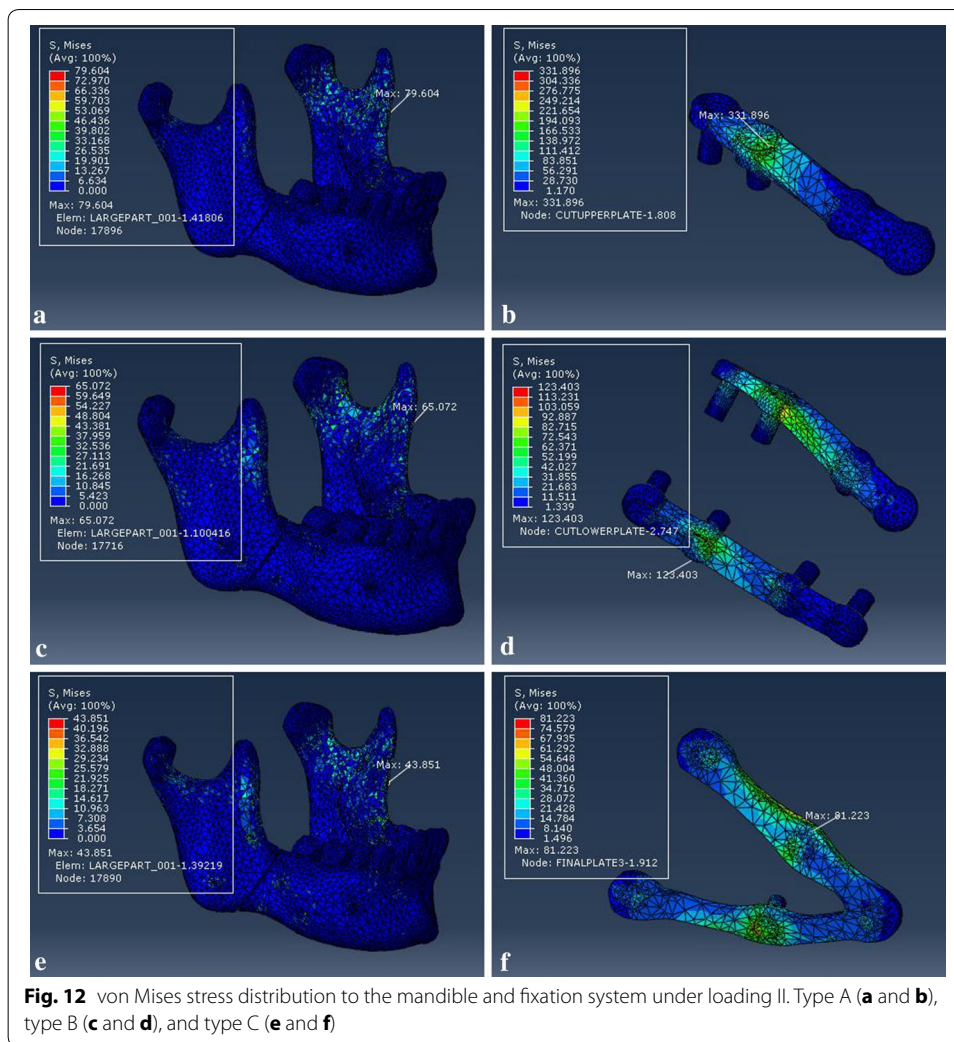 S, Mises
(Avg: 100%)
79.604
72.970
66.336
59.703
53.069
46.436
39.802
33.168
26.535
19.901
13.267
6.634
0.000
Max: 79.604
Elem: LARGEPART_001-1.41806
Node: 17896
Max: 79.604
a
S, Mises
(Avg: 100%)
331.896
304.336
276.775
249.214
221.654
194.093
166.533
138.972
111.412
83.851
56.291
28.730
1.170
Max: 331.896
Node: CUTUPPERPLATE-1.808
Max: 331.896
b
S, Mises
(Avg: 100%)
65.072
59.649
54.227
48.804
43.381
37.959
32.536
27.113
21.691
16.268
10.845
5.423
0.000
Max: 65.072
Elem: LARGEPART_001-1.100416
Node: 17716
Max: 65.072
c
S, Mises
(Avg: 100%)
123.403
113.231
103.059
92.887
82.715
72.543
62.371
52.199
42.027
31.855
21.683
11.511
1.339
Max: 123.403
Node: CUTLOWERPLATE-2.747
Max: 123.403
d
S, Mises
(Avg: 100%)
43.851
40.196
36.542
32.888
29.234
25.579
21.925
18.271
14.617
10.963
7.308
3.654
0.000
Max: 43.851
Elem: LARGEPART_001-1.39219
Node: 17890
Max: 43.851
e
S, Mises
(Avg: 100%)
81.223
74.579
67.935
61.292
54.648
48.004
41.360
34.716
28.072
21.428
14.784
8.140
1.496
Max: 81.223
Node: FINALPLATE3-1.912
Max: 81.223
f
Fig. 12 von Mises stress distribution to the mandible and fixation system under loading II. Type A (a and b),
type B (c and d), and type C (e and f)